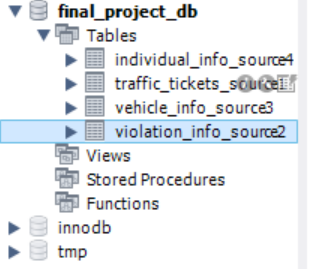 final_project_db
Tables
individual_info_source4
traffic_tickets_source1
vehicle_info_source3
violation_info_source2
Views
Stored Procedures
Functions
innodb
tmp